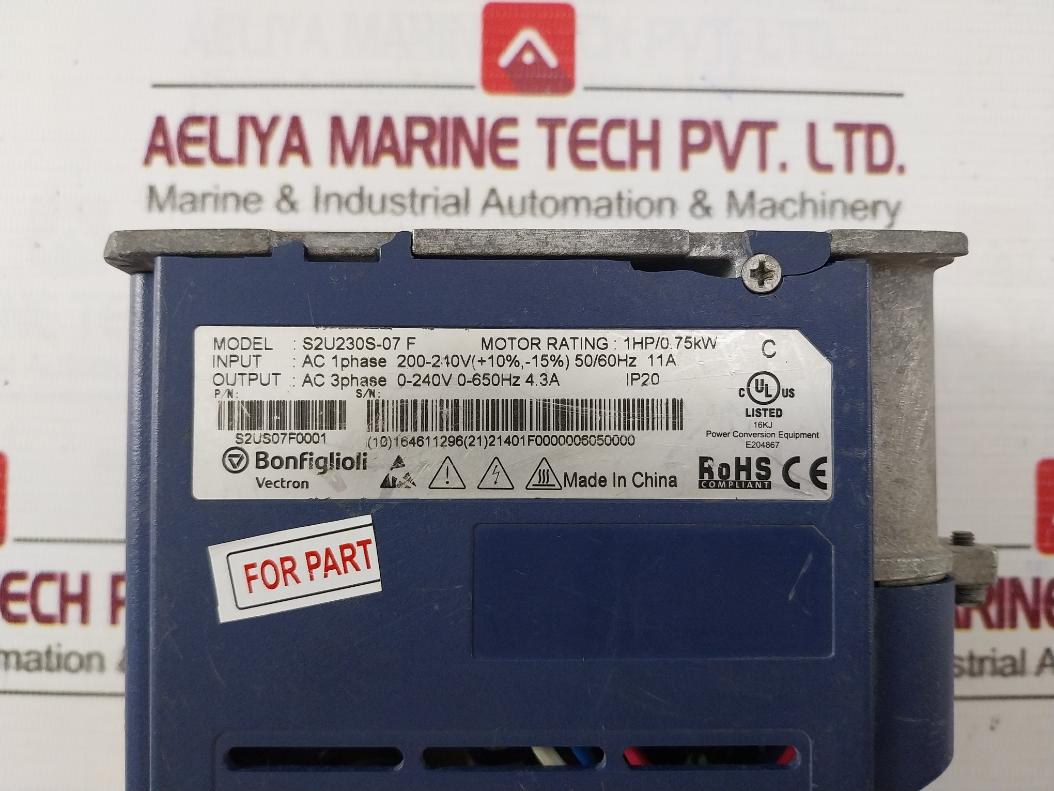 AELIYA MARINE TECH PVT. LTD.
Marine & Industrial Automation & Machinery
MODEL : S2U230S-07 F MOTOR RATING : 1HP/0.75kW
INPUT : AC 1phase 200-240V(+10%,-15%) 50/60Hz 11A
OUTPUT : AC 3phase 0-240V 0-650Hz 4.3A IP20
C
P/N: S/N:
S2US07F0001 (10)164611296(21)21401F0000006050000
C UL US
LISTED
16KJ
Power Conversion Equipment
E204867
Bonfiglioli
Vectron
Made In China
RoHS
COMPLIANT
CE
FOR PART
ECH P
RINE
mation &
strial A